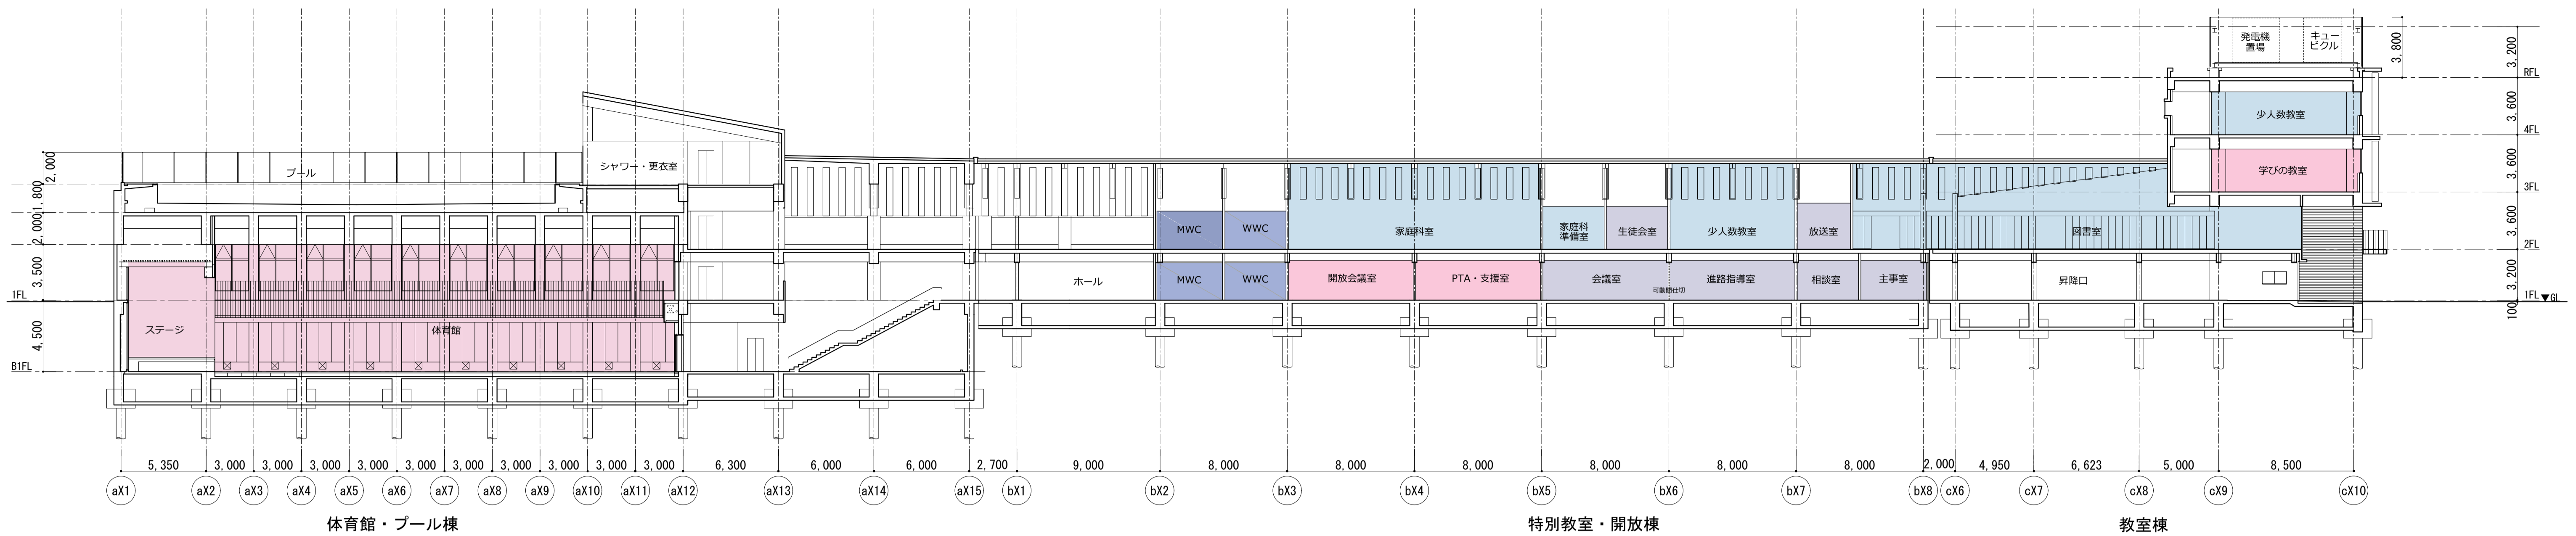 発電機
置場
キュー
ビクル
3,800
3,200
RFL
少人数教室
3,600
4FL
学びの教室
3,600
3FL
3,600
2FL
3,200
1FL ▼GL
100
2,000
1,800
2,000
3,500
1FL
4,500
B1FL
プール
シャワー・更衣室
ステージ
体育館
ホール
MWC
WWC
MWC
WWC
家庭科室
家庭科
準備室
生徒会室
少人数教室
放送室
図書室
開放会議室
PTA・支援室
会議室
可動間仕切
進路指導室
相談室
主事室
昇降口
5,350 3,000 3,000 3,000 3,000 3,000 3,000 3,000 3,000 3,000 3,000 6,300 6,000 6,000 2,700 9,000 8,000 8,000 8,000 8,000 8,000 8,000 2,000 4,950 6,623 5,000 8,500
aX1 aX2 aX3 aX4 aX5 aX6 aX7 aX8 aX9 aX10 aX11 aX12 aX13 aX14 aX15 bX1 bX2 bX3 bX4 bX5 bX6 bX7 bX8 cX6 cX7 cX8 cX9 cX10
体育館・プール棟 特別教室・開放棟 教室棟